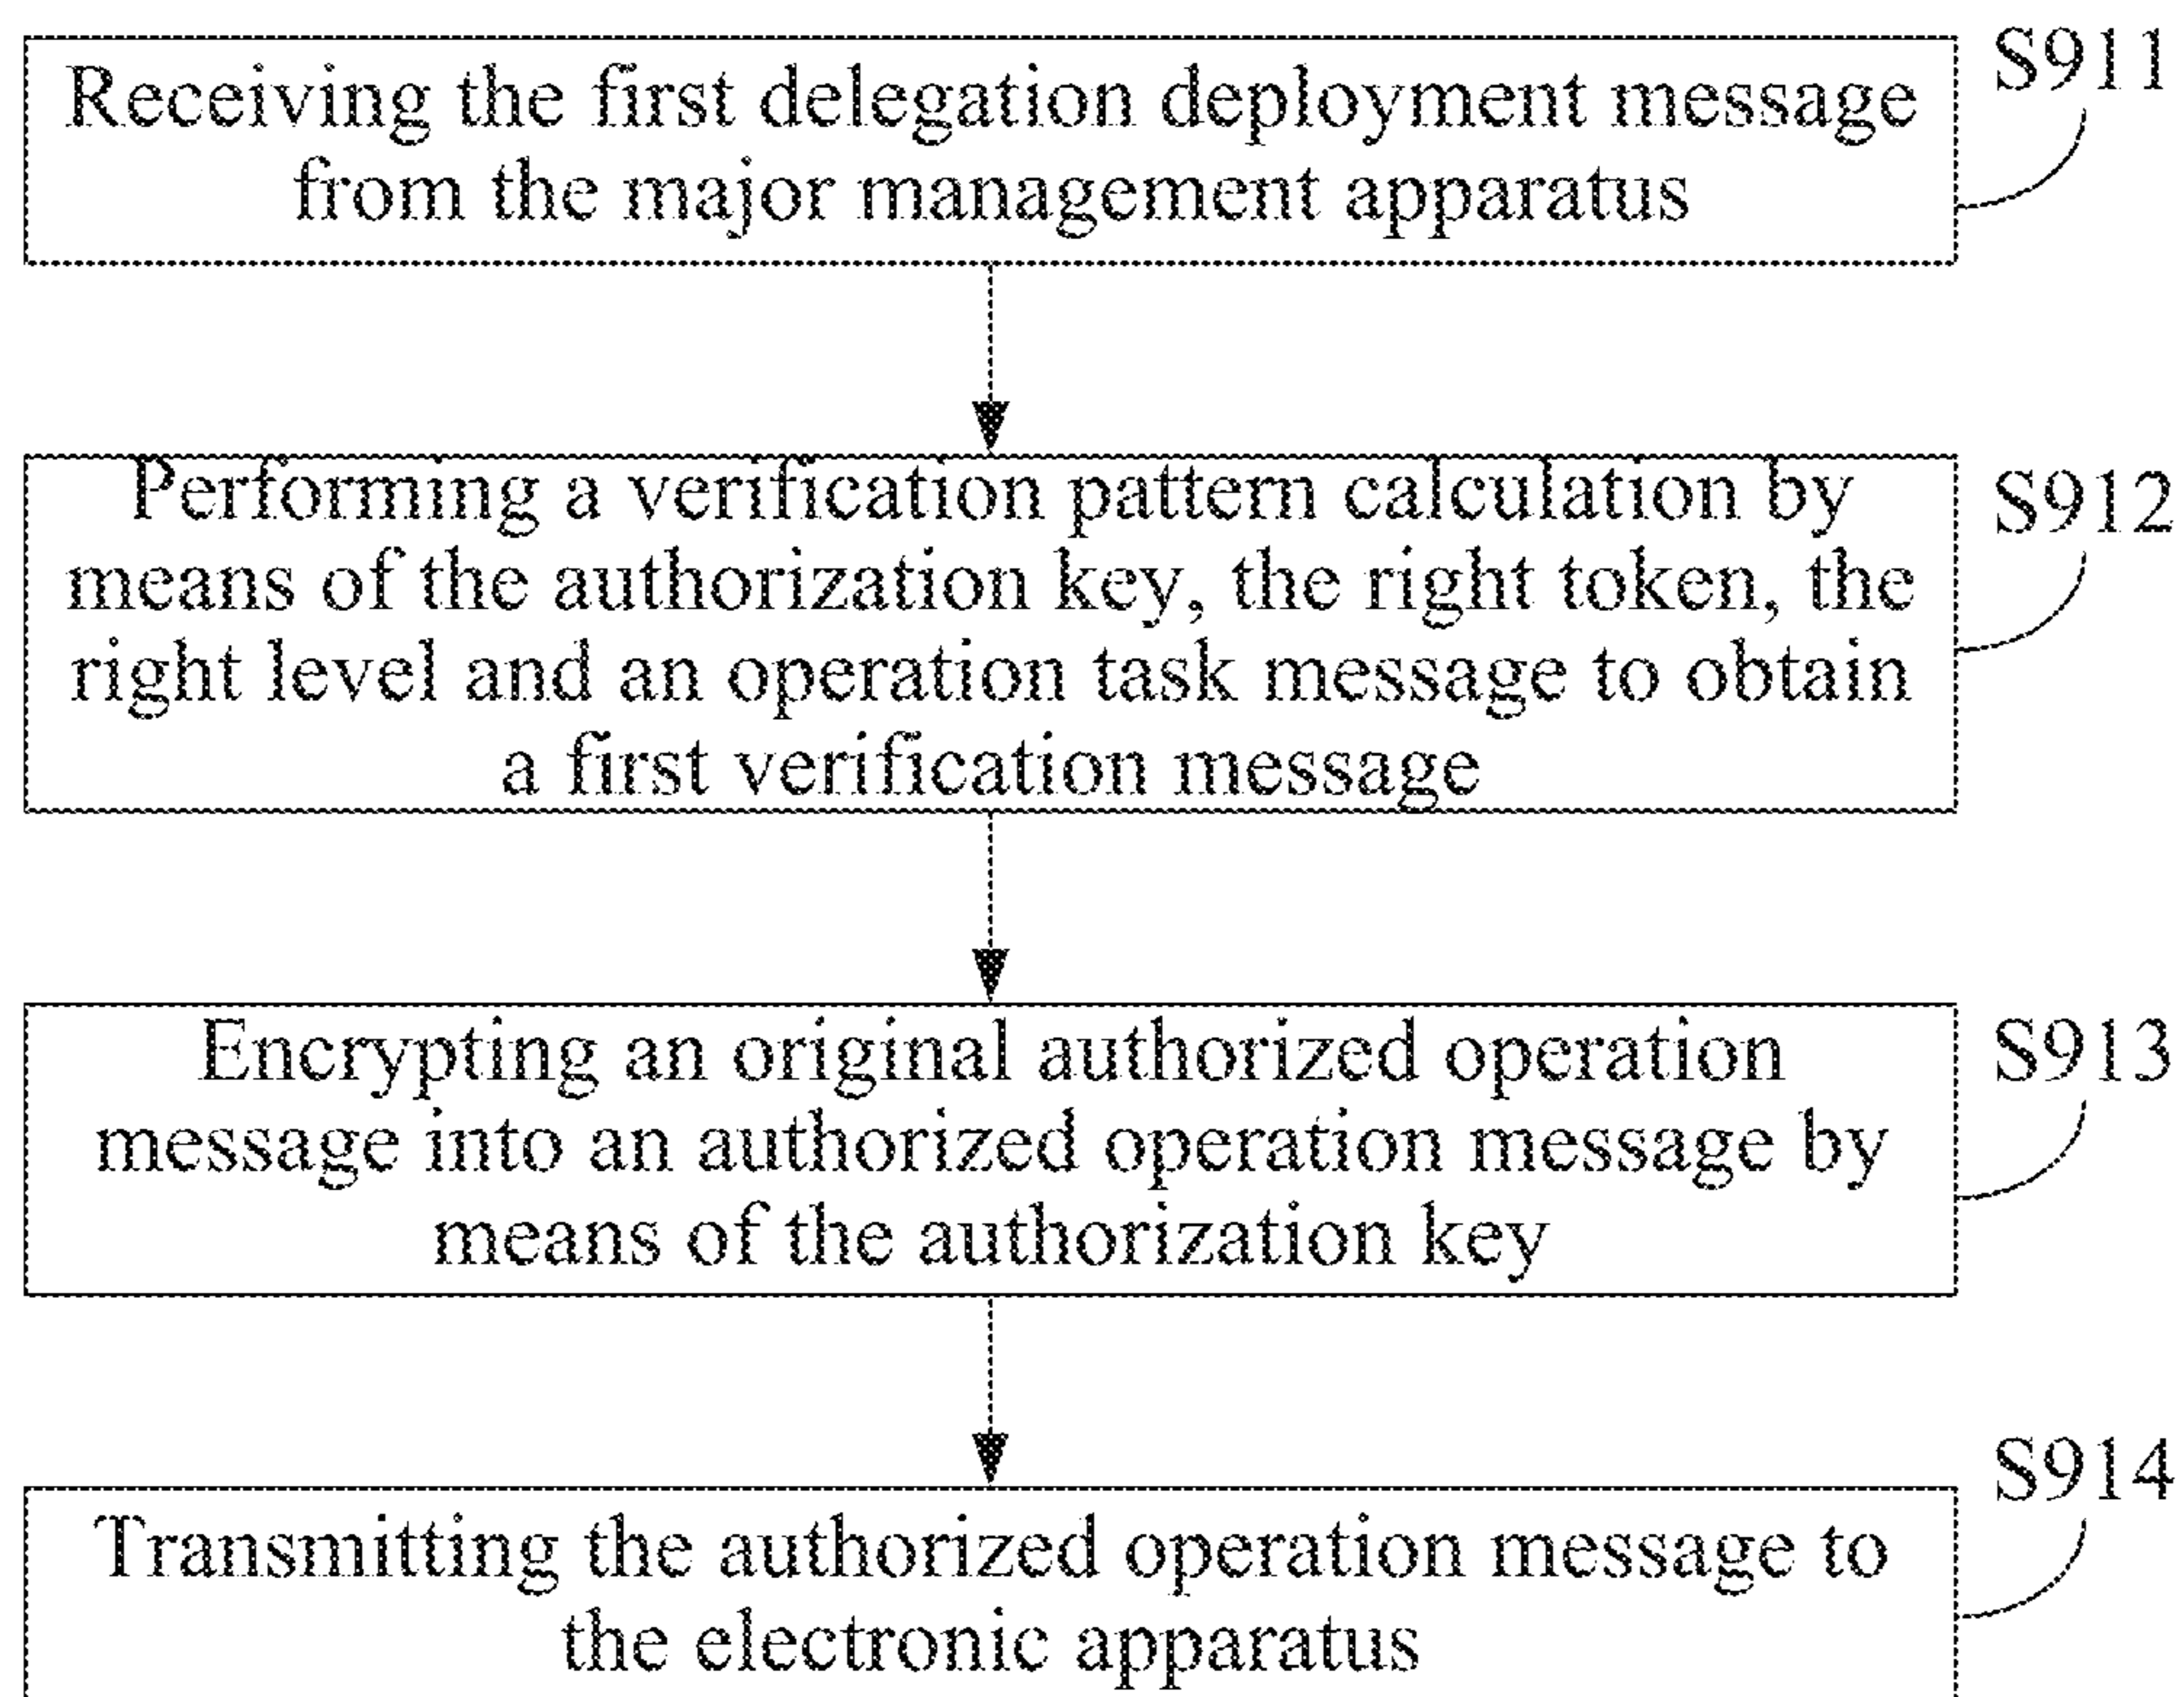 Receiving the first delegation deployment message
from the major management apparatus
S911
Performing a verification pattern calculation by
means of the authorization key, the right token, the
right level and an operation task message to obtain
a first verification message
S912
Encrypting an original authorized operation
message into an authorized operation message by
means of the authorization key
S913
Transmitting the authorized operation message to
the electronic apparatus
S914